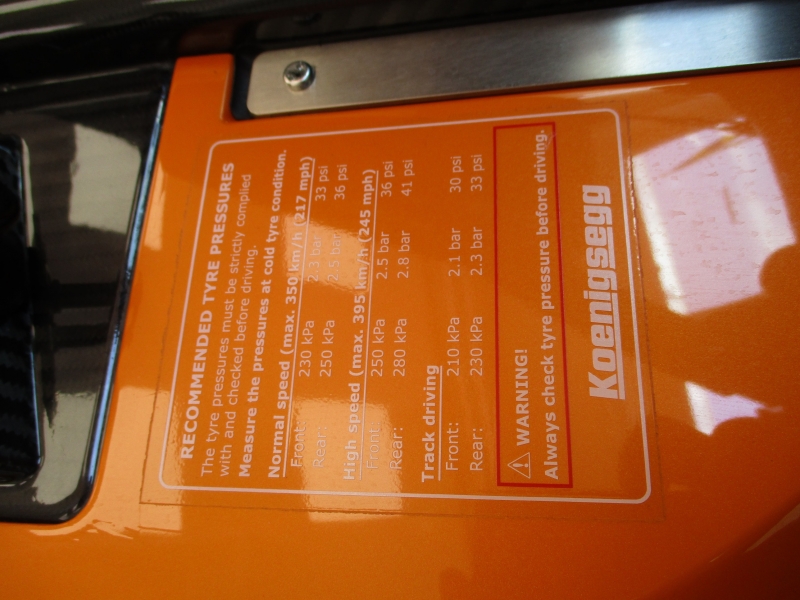 RECOMMENDED TYRE PRESSURES
The tyre pressures must be strictly complied
with and checked before driving.
Measure the pressures at cold tyre condition.
Normal speed (max. 350 km/h (217 mph)
Front: 230 kPa 2.3 bar 33 psi
Rear: 250 kPa 2.5 bar 36 psi
High speed (max. 395 km/h (245 mph)
Front: 250 kPa 2.5 bar 36 psi
Rear: 280 kPa 2.8 bar 41 psi
Track driving
Front: 210 kPa 2.1 bar 30 psi
Rear: 230 kPa 2.3 bar 33 psi
WARNING!
Always check tyre pressure before driving.
Koenigsegg